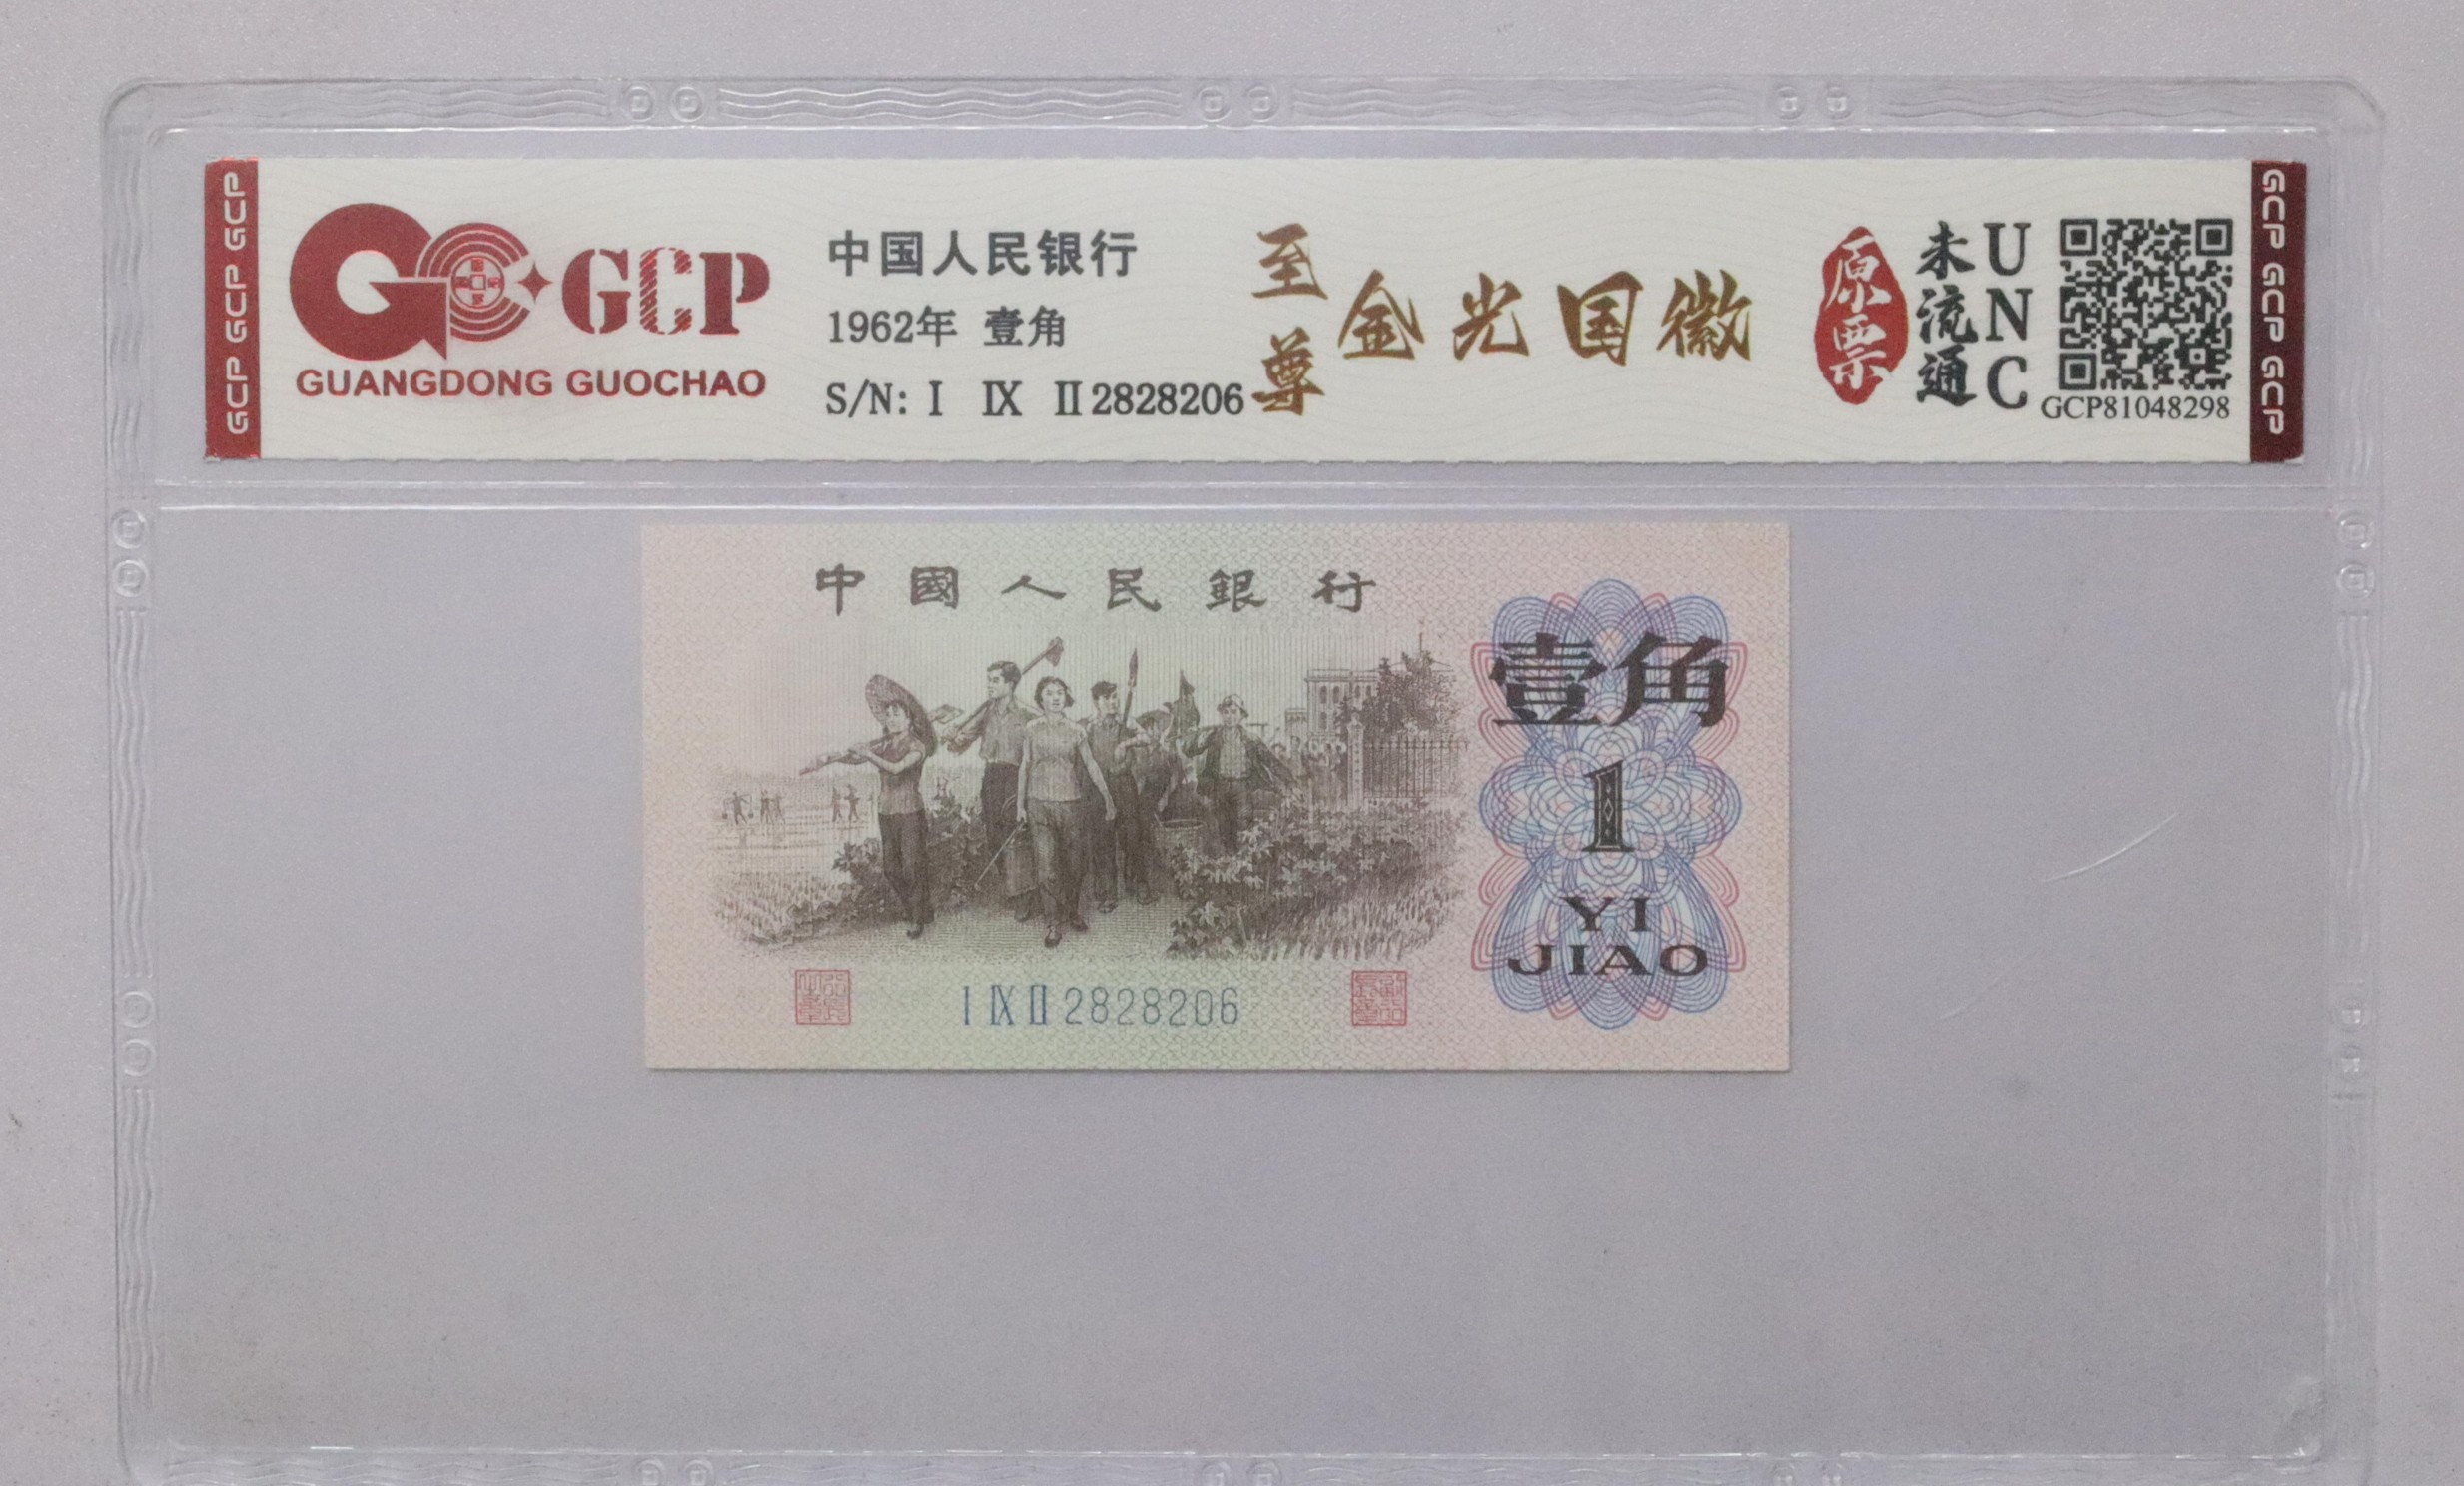 GCP GCP GCP
GCP
GUANGDONG GUOCHAO
中国人民银行
1962年 壹角
S/N: Ⅰ Ⅸ Ⅱ 2828206
至尊
金光国徽
原票
未流通
UNC
GCP81048298
GCP GCP GCP
中國人民銀行
壹角
1
YI
JIAO
Ⅰ Ⅸ Ⅱ 2828206